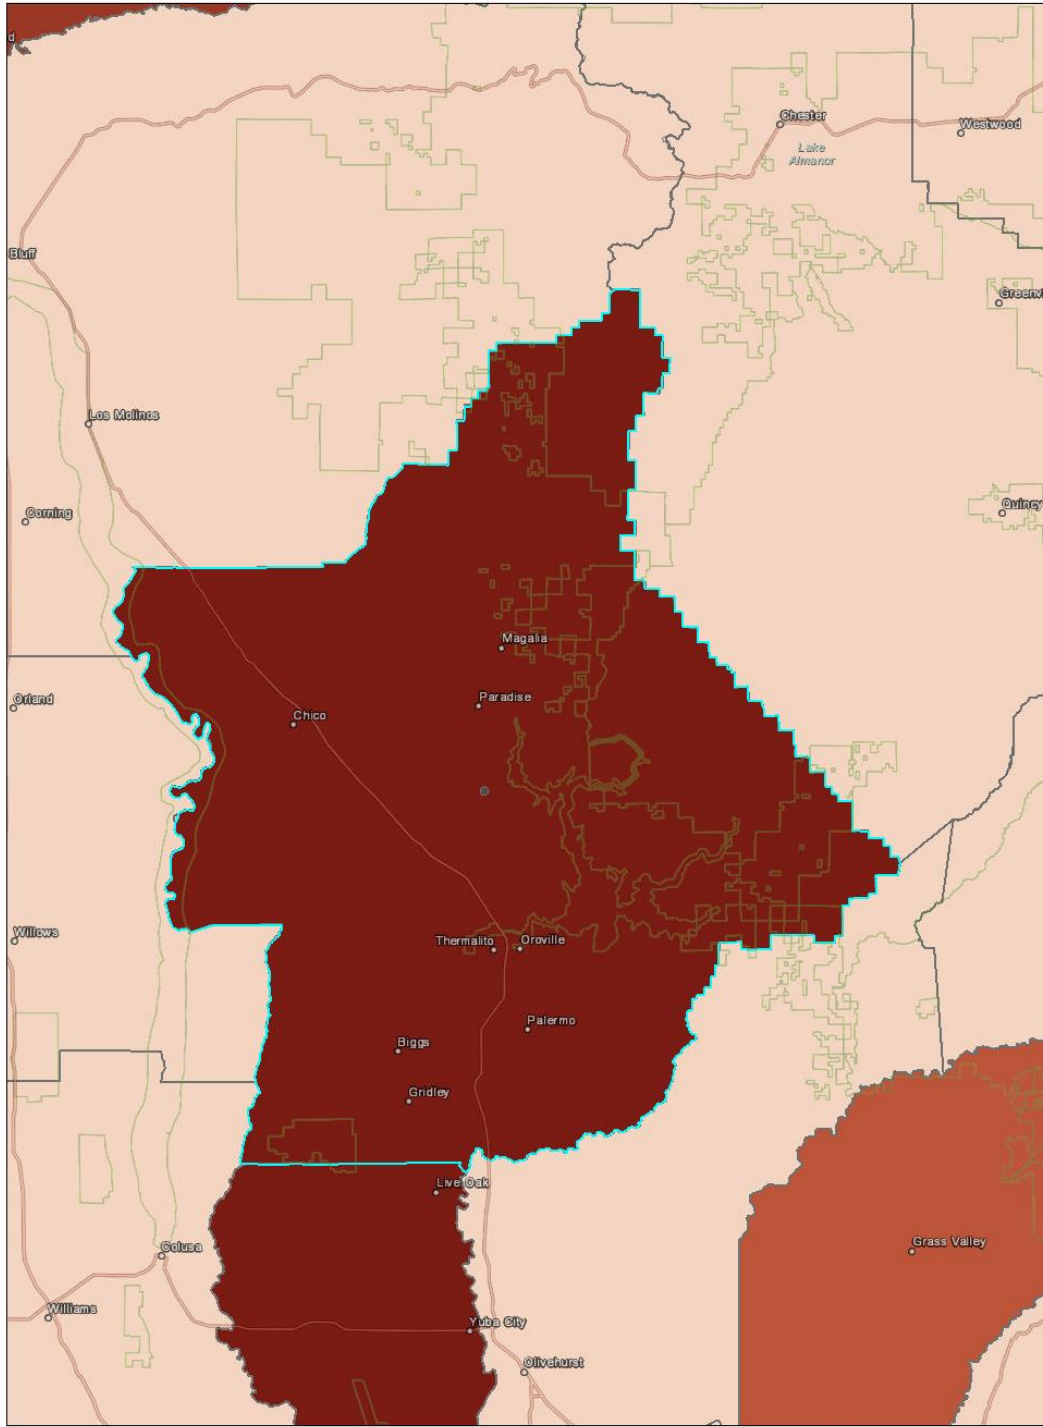 d
Chester
Westwood
Lake
Almanor
Bluff
Greenvi
Los Molinos
Quincy
Corning
Magalia
Paradise
Orland
Chico
Willows
Thermalito
Oroville
Palermo
Biggs
Gridley
Live Oak
Colusa
Grass Valley
Williams
Yuba City
Olivehurst